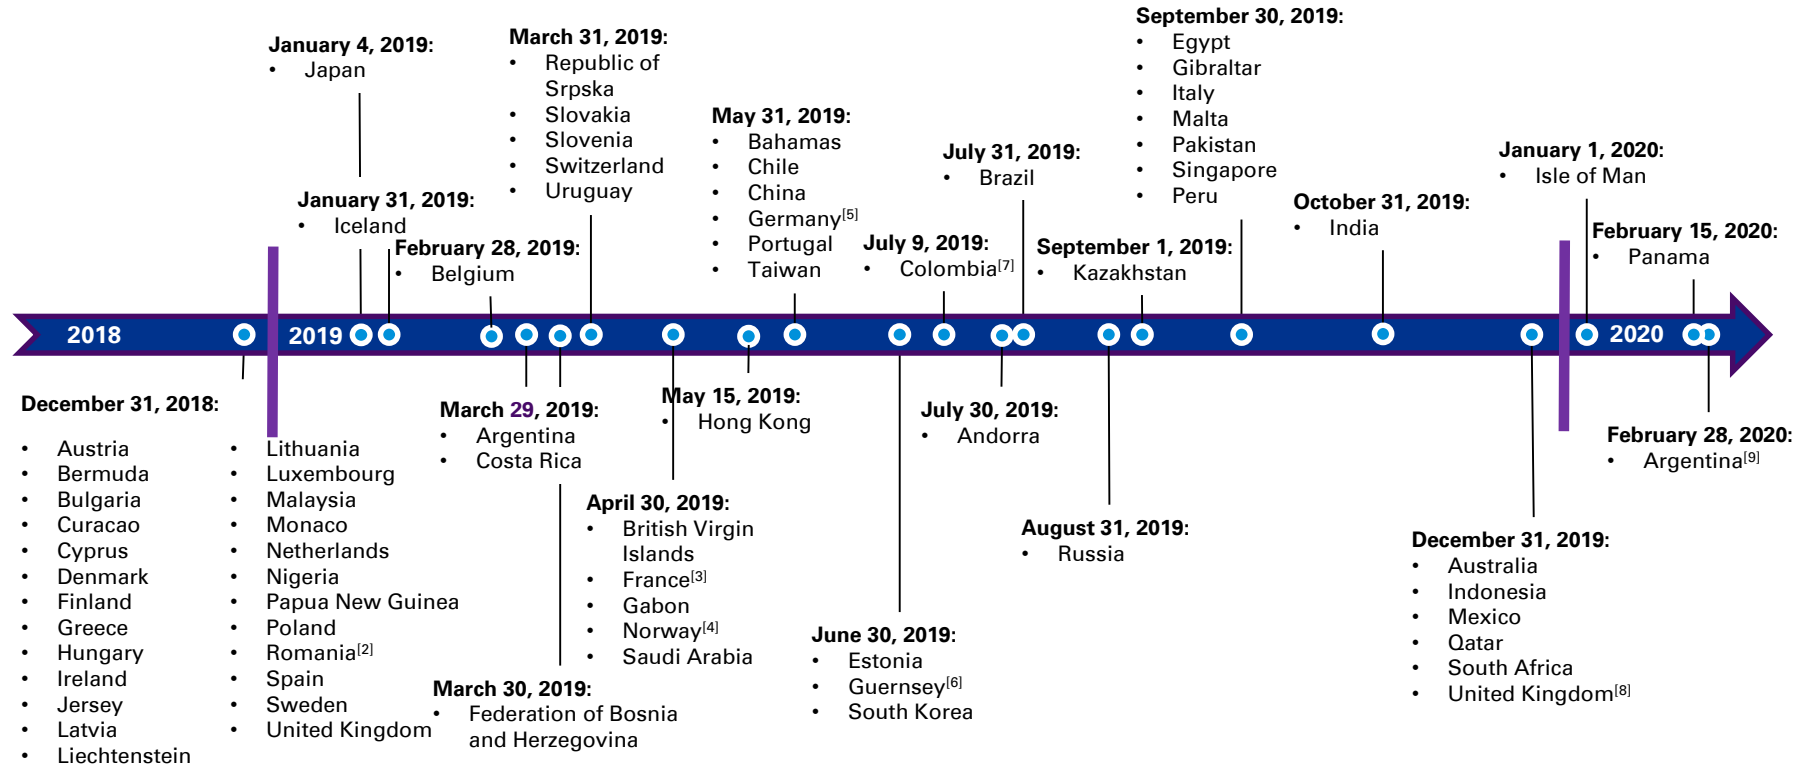 January 4, 2019:
• Japan
January 31, 2019:
• Iceland
February 28, 2019:
• Belgium
March 31, 2019:
• Republic of
Srpska
• Slovakia
• Slovenia
• Switzerland
• Uruguay
May 31, 2019:
• Bahamas
• Chile
• China
• Germany[5]
• Portugal
• Taiwan
July 9, 2019:
• Colombia[7]
July 31, 2019:
• Brazil
September 1, 2019:
• Kazakhstan
September 30, 2019:
• Egypt
• Gibraltar
• Italy
• Malta
• Pakistan
• Singapore
• Peru
October 31, 2019:
• India
January 1, 2020:
• Isle of Man
February 15, 2020:
• Panama
2018
2019
2020
December 31, 2018:
• Austria
• Bermuda
• Bulgaria
• Curacao
• Cyprus
• Denmark
• Finland
• Greece
• Hungary
• Ireland
• Jersey
• Latvia
• Liechtenstein
• Lithuania
• Luxembourg
• Malaysia
• Monaco
• Netherlands
• Nigeria
• Papua New Guinea
• Poland
• Romania[2]
• Spain
• Sweden
• United Kingdom
March 29, 2019:
• Argentina
• Costa Rica
March 30, 2019:
• Federation of Bosnia
and Herzegovina
April 30, 2019:
• British Virgin
Islands
• France[3]
• Gabon
• Norway[4]
• Saudi Arabia
May 15, 2019:
• Hong Kong
June 30, 2019:
• Estonia
• Guernsey[6]
• South Korea
July 30, 2019:
• Andorra
August 31, 2019:
• Russia
December 31, 2019:
• Australia
• Indonesia
• Mexico
• Qatar
• South Africa
• United Kingdom[8]
February 28, 2020:
• Argentina[9]